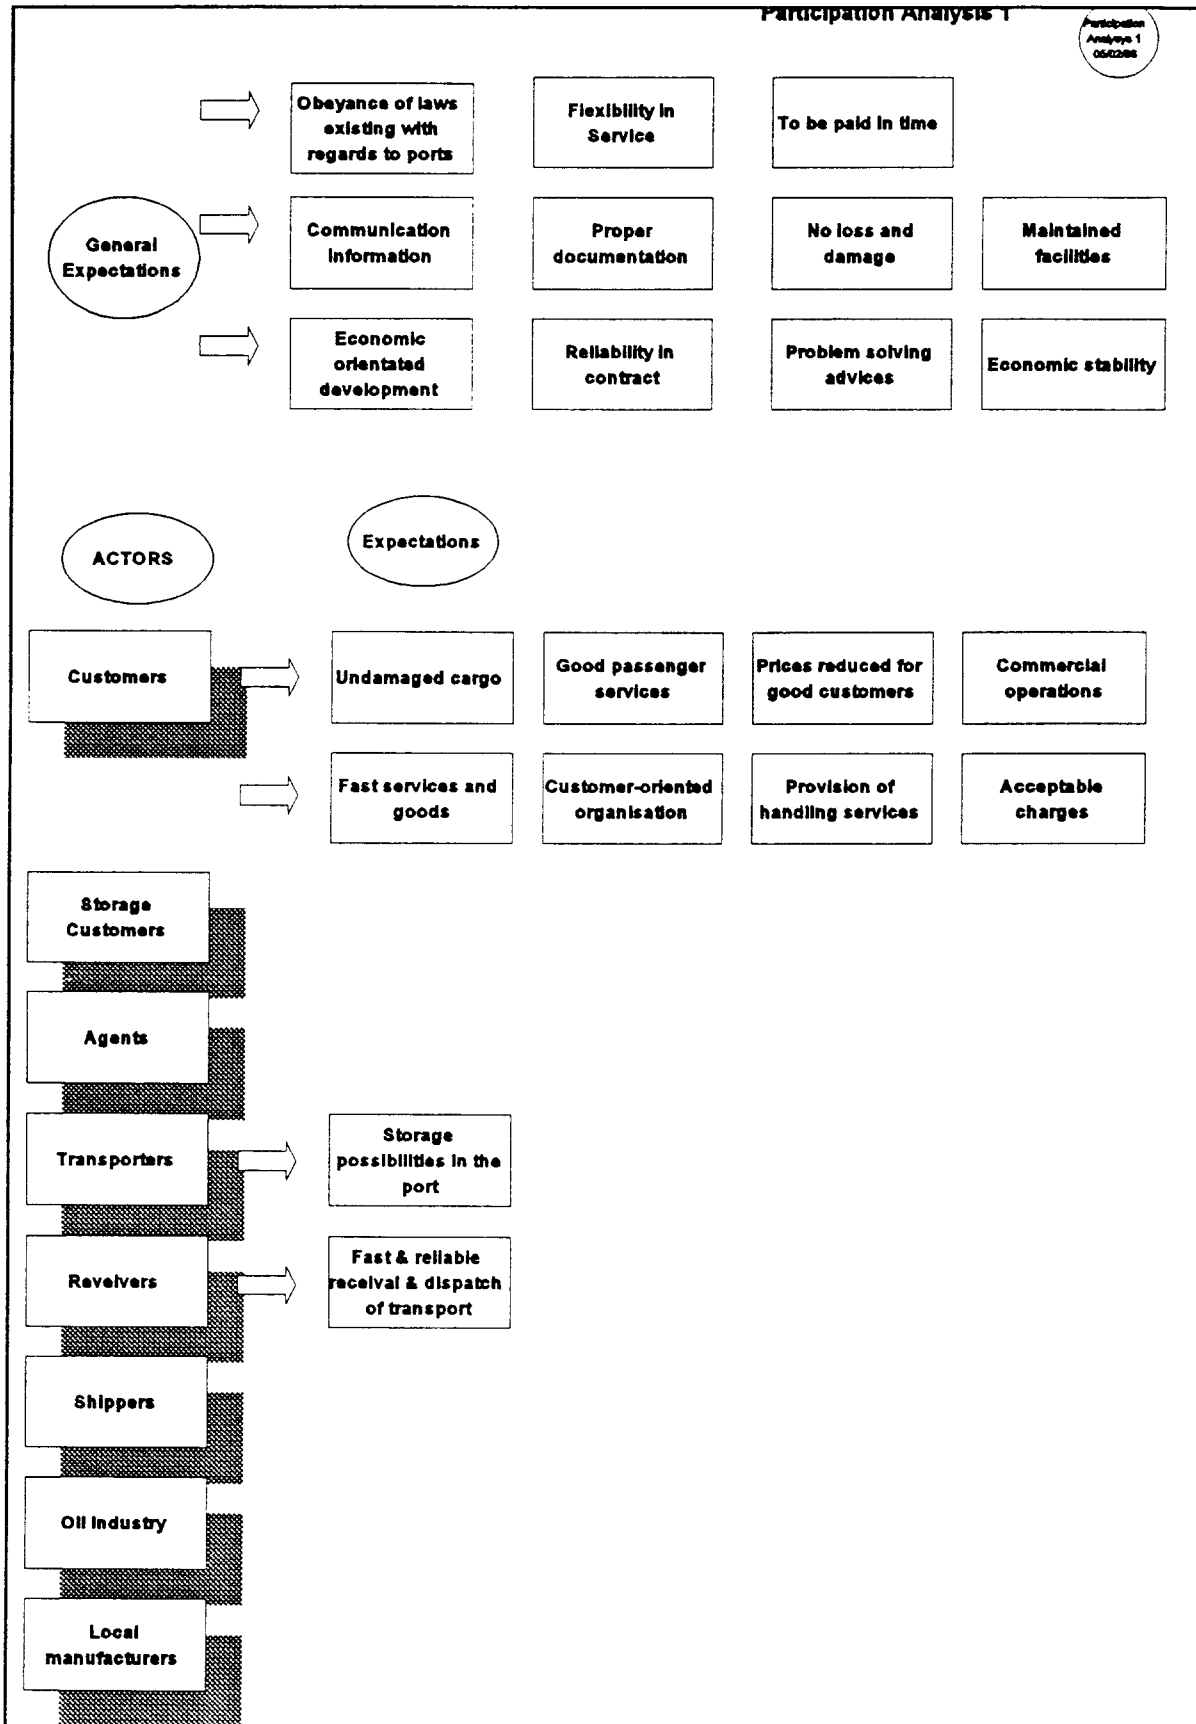 Participation Analysis 1
Participation
Analysys 1
General
Expectations
Obeyance of laws
existing with
regards to ports
Flexibility in
Service
To be paid in time
Communication
Information
Proper
documentation
No loss and
damage
Maintained
facilities
Economic
orientated
development
Reliability in
contract
Problem solving
advices
Economic stability
ACTORS
Expectations
Customers
Undamaged cargo
Good passenger
services
Prices reduced for
good customers
Commercial
operations
Fast services and
goods
Customer-oriented
organisation
Provision of
handling services
Acceptable
charges
Storage
Customers
Agents
Transporters
Storage
possibilities in the
port
Reveivers
Fast & reliable
receival & dispatch
of transport
Shippers
Oil Industry
Local
manufacturers